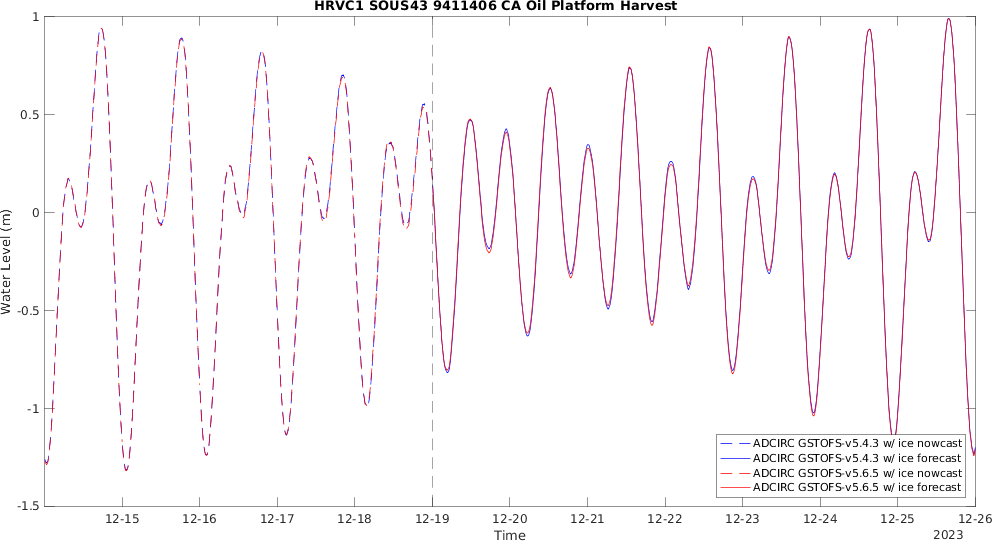 HRVC1 SOUS43 9411406 CA Oil Platform Harvest
1
0.5
0
-0.5
-1
-1.5
Water Level (m)
ADCIRC GSTOFS-v5.4.3 w/ ice nowcast
ADCIRC GSTOFS-v5.4.3 w/ ice forecast
ADCIRC GSTOFS-v5.6.5 w/ ice nowcast
ADCIRC GSTOFS-v5.6.5 w/ ice forecast
12-15 12-16 12-17 12-18 12-19 12-20 12-21 12-22 12-23 12-24 12-25 12-26
Time 2023